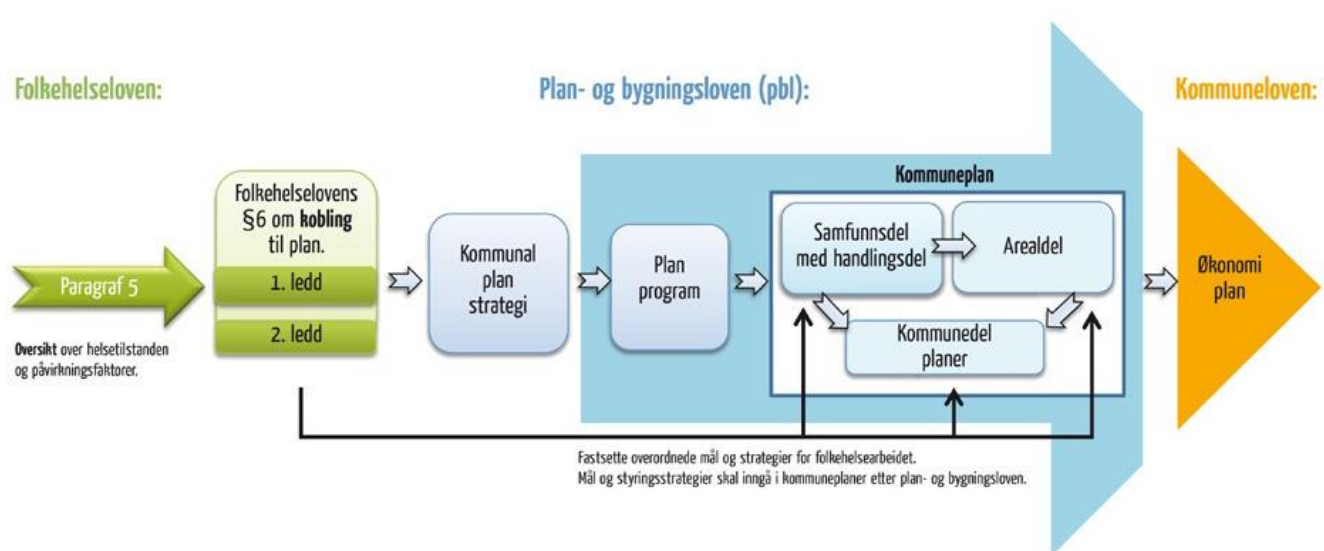 Folkehelseloven:
Plan- og bygningsloven (pbl):
Kommuneloven:
Paragraf 5
Oversikt over helsetilstanden
og påvirkningsfaktorer.
Folkehelselovens
§6 om kobling
til plan.
1. ledd
2. ledd
Kommunal
plan
strategi
Plan
program
Kommuneplan
Samfunnsdel
med handlingsdel
Arealdel
Kommunedel
planer
Økonomi
plan
Fastsette overordnede mål og strategier for folkehelsearbeidet.
Mål og styringsstrategier skal inngå i kommuneplaner etter plan- og bygningsloven.